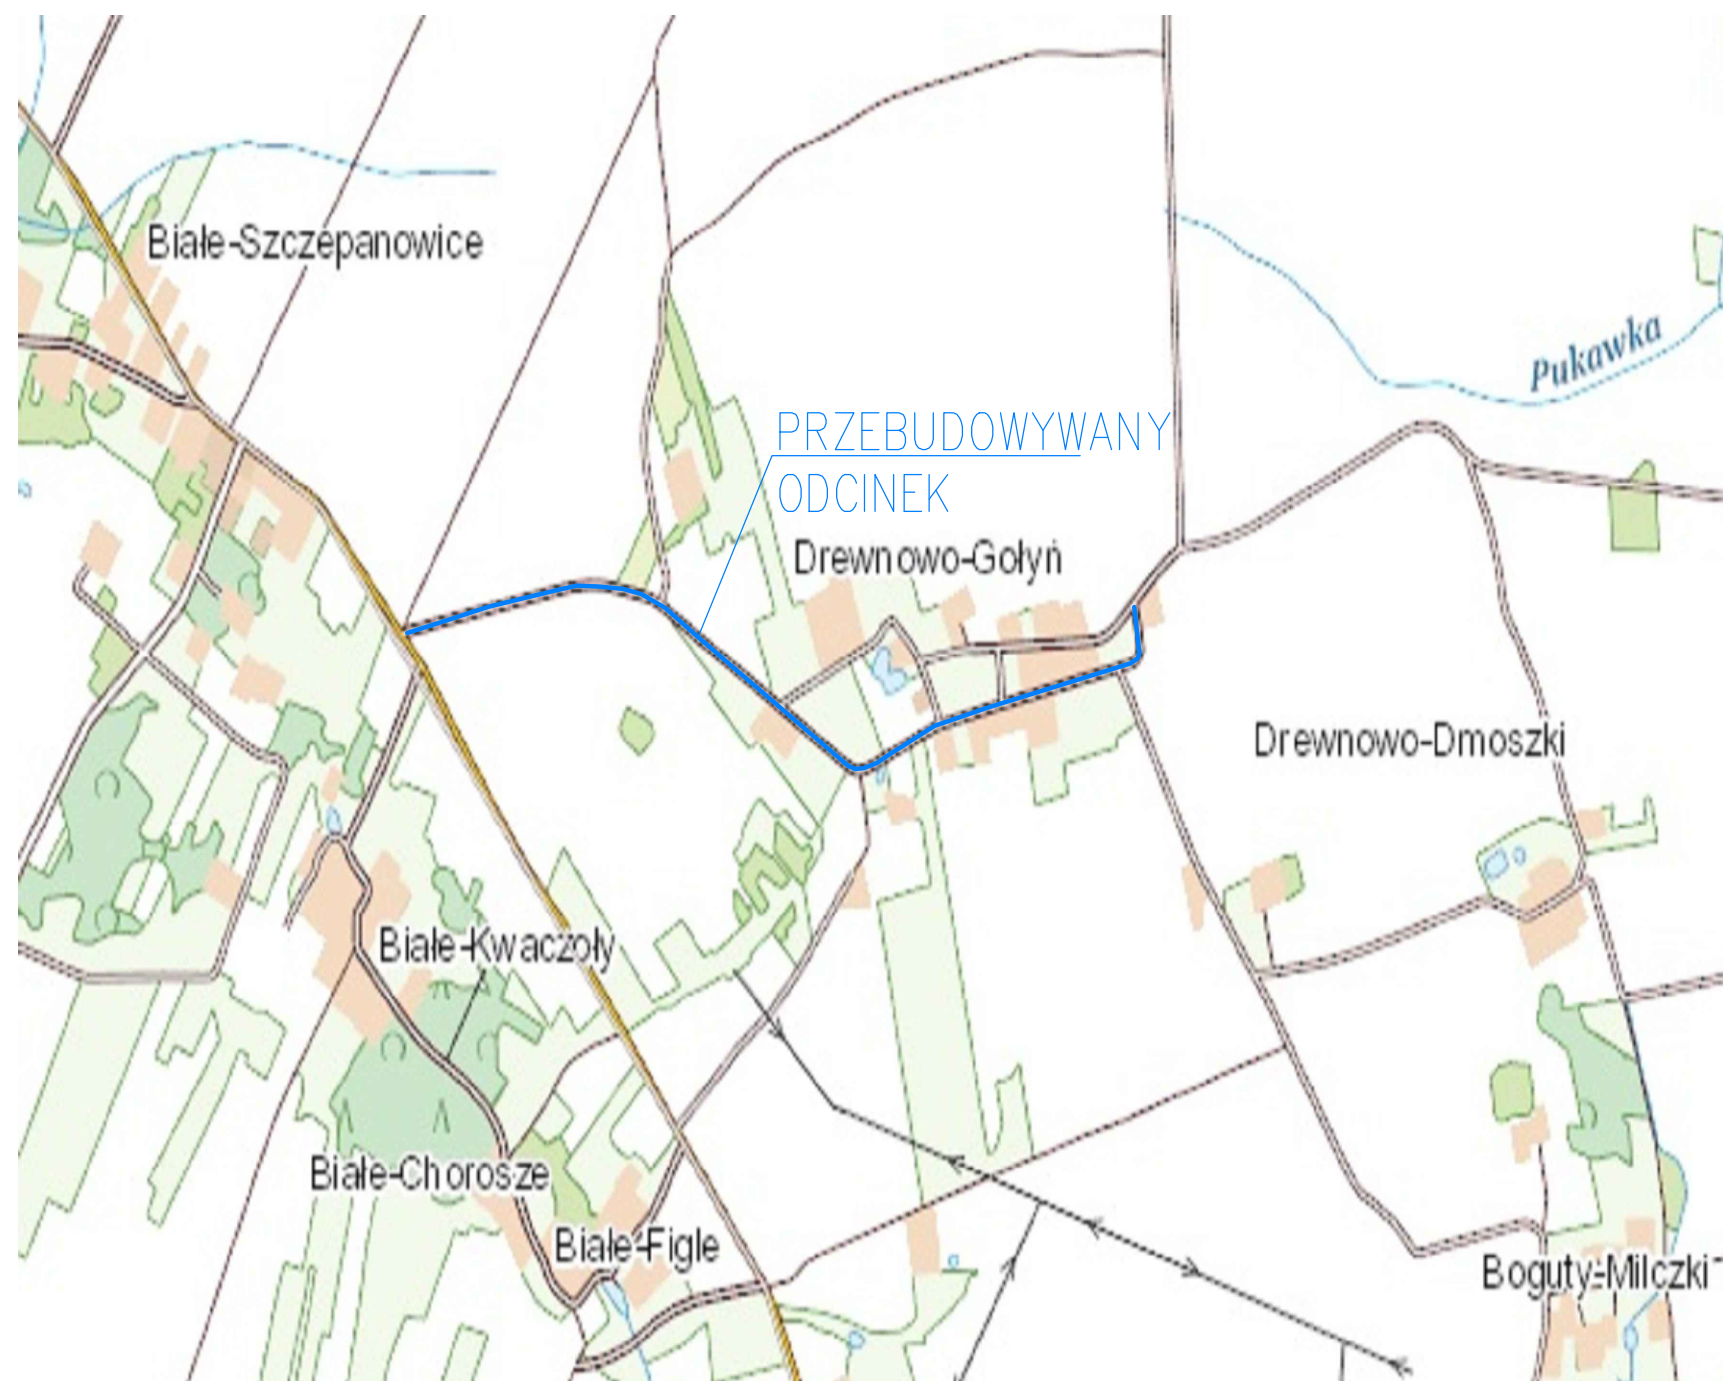 Białe-Szczepanowice
Pukawka
PRZEBUDOWYWANY
ODCINEK
Drewnowo-Gołyń
Drewnowo-Dmoszki
Białe-Kwaczoły
Białe-Chorosze
Białe-Figle
Boguty-Milczki